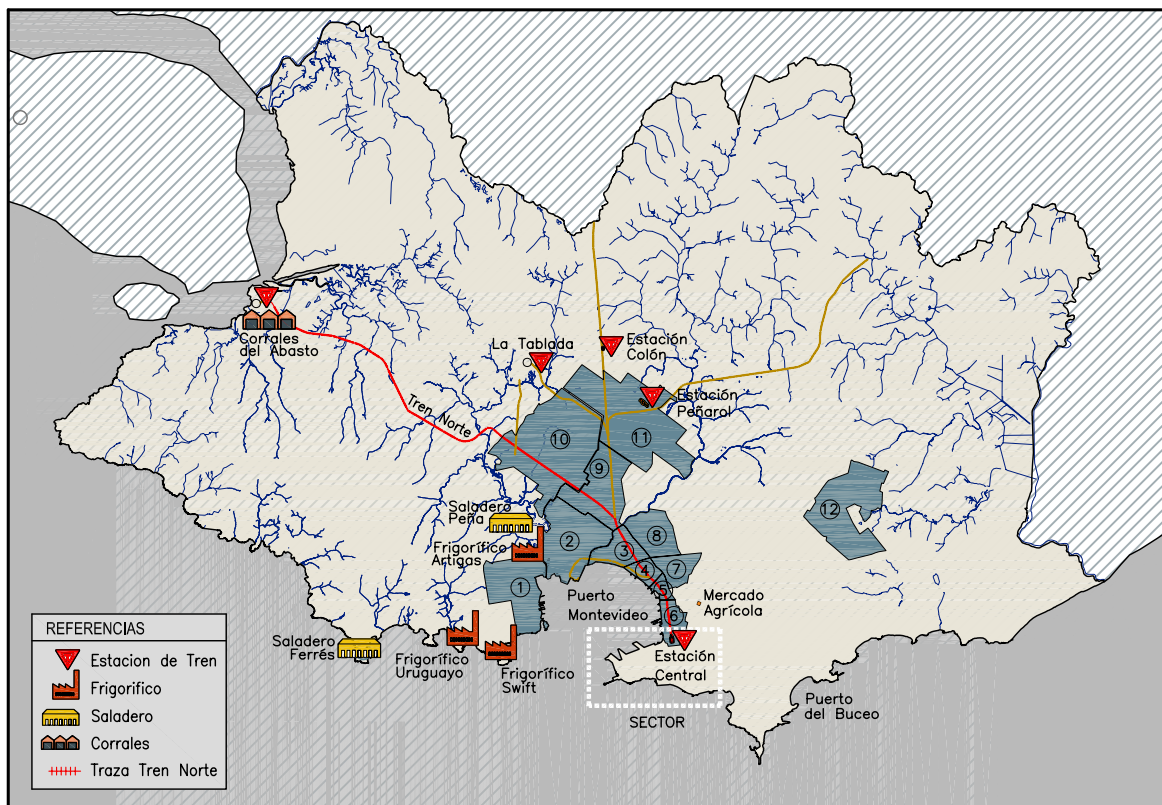 Corrales
del Abasto
Tren Norte
La Tablada
Estación
Colón
Estación
Peñarol
10
11
9
12
Saladero
Peña
Frigorífico
Artigas
2
8
3
7
4
5
6
1
Puerto
Montevideo
Mercado
Agrícola
Saladero
Ferrés
Frigorífico
Uruguayo
Frigorífico
Swift
Estación
Central
SECTOR
Puerto
del Buceo
REFERENCIAS
Estacion de Tren
Frigorifico
Saladero
Corrales
Traza Tren Norte